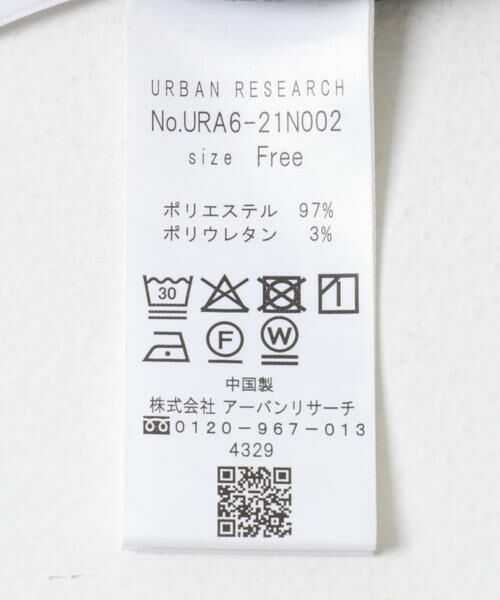 URBAN RESEARCH
No.URA6-21N002
size Free
ポリエステル 97%
ポリウレタン 3%
30
F W
中国製
株式会社 アーバンリサーチ
0120-967-013
4329